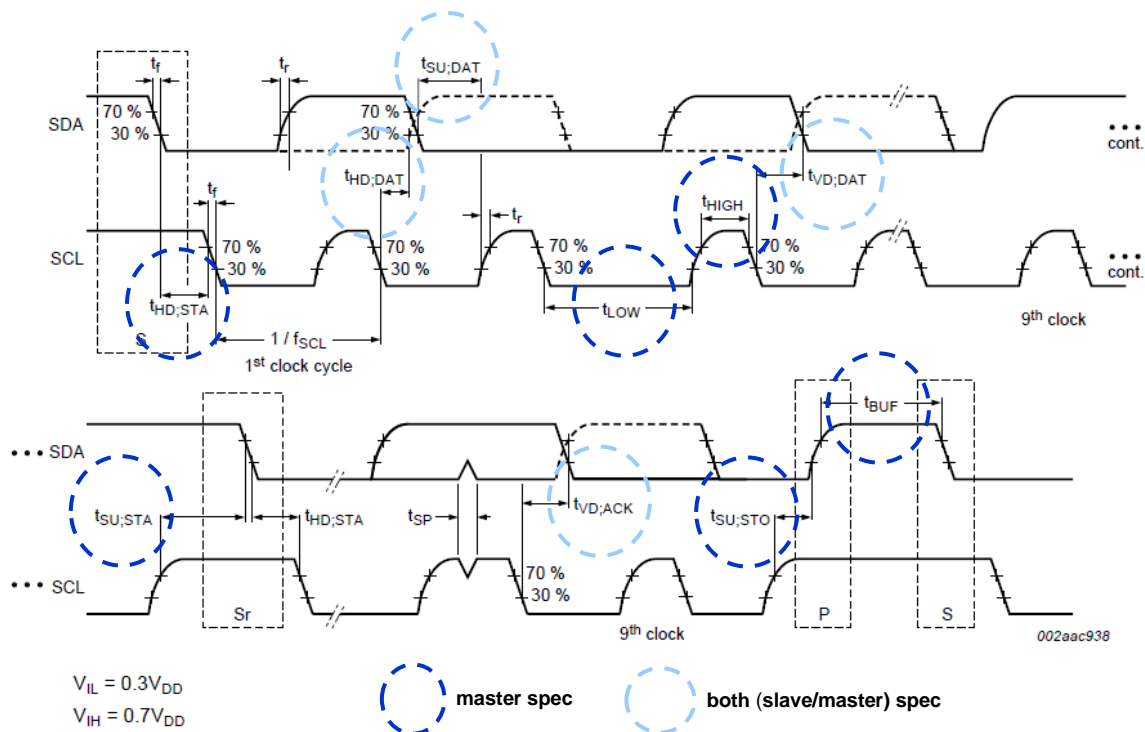 tf
tr
tSU;DAT
SDA
70 %
30 %
70 %
30 %
cont.
tHD;DAT
tVD;DAT
tf
tr
tHIGH
SCL
70 %
30 %
70 %
30 %
70 %
30 %
70 %
30 %
cont.
tHD;STA
tLOW
S
1 / fSCL
1st clock cycle
9th clock
tBUF
SDA
tSU;STA
tHD;STA
tSP
tVD;ACK
tSU;STO
SCL
70 %
30 %
Sr
9th clock
P
S
002aac938
VIL = 0.3VDD
VIH = 0.7VDD
master spec
both (slave/master) spec